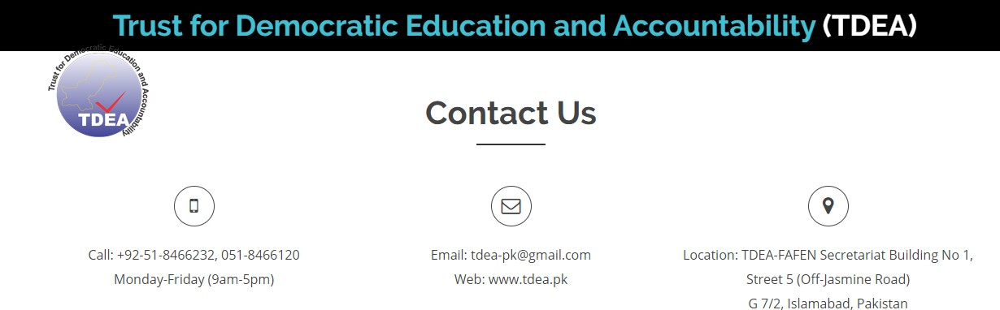 Trust for Democratic Education and Accountability (TDEA)
Trust for Democratic Education and Accountability
TDEA
Contact Us
Call: +92-51-8466232, 051-8466120
Monday-Friday (9am-5pm)
Email: tdea-pk@gmail.com
Web: www.tdea.pk
Location: TDEA-FAFEN Secretariat Building No 1,
Street 5 (Off-Jasmine Road)
G 7/2, Islamabad, Pakistan